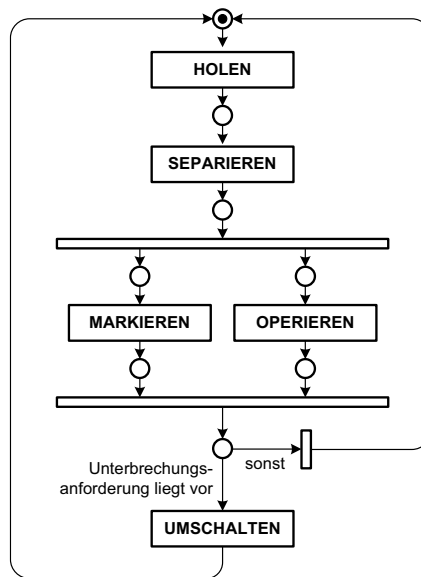 HOLEN
SEPARIEREN
MARKIEREN
OPERIEREN
Unterbrechungs-
anforderung liegt vor
sonst
UMSCHALTEN